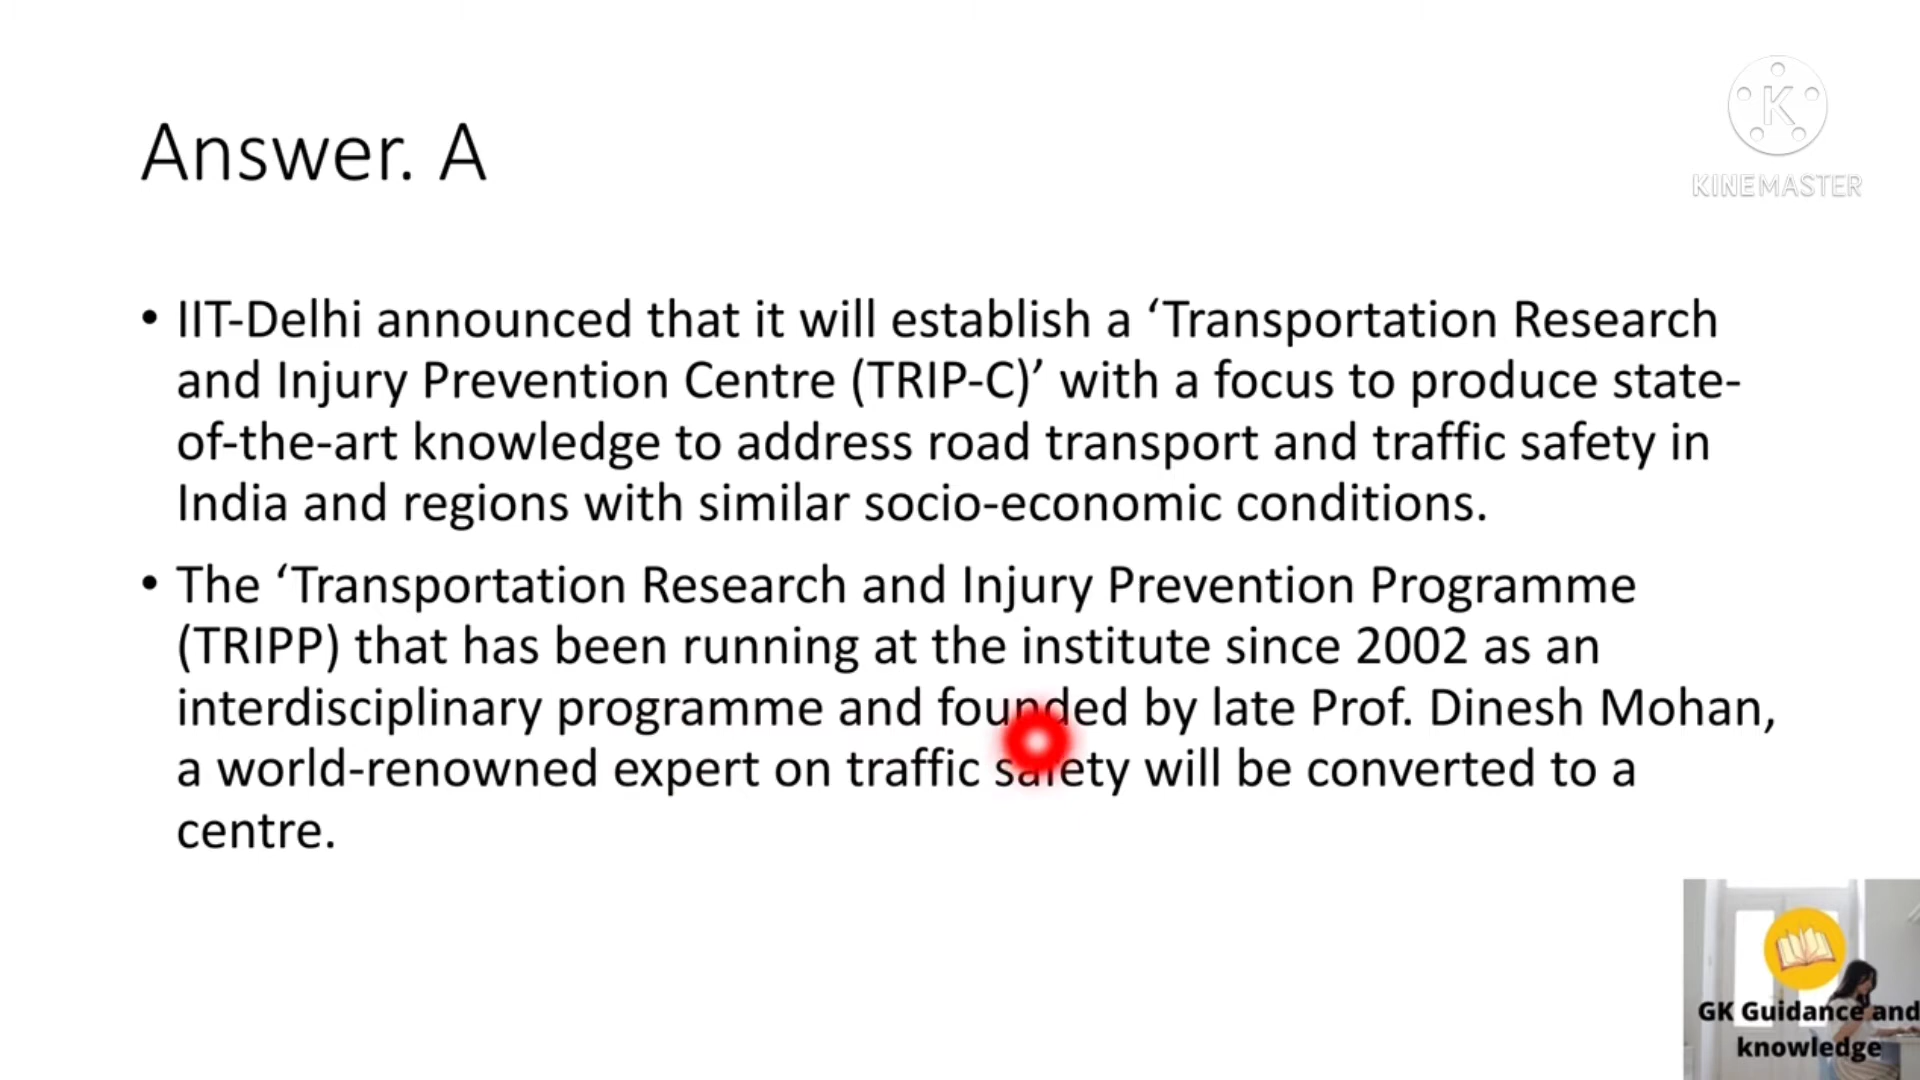 Answer. A
K
KINEMASTER
• IIT-Delhi announced that it will establish a ‘Transportation Research
and Injury Prevention Centre (TRIP-C)’ with a focus to produce state-
of-the-art knowledge to address road transport and traffic safety in
India and regions with similar socio-economic conditions.
• The ‘Transportation Research and Injury Prevention Programme
(TRIPP) that has been running at the institute since 2002 as an
interdisciplinary programme and founded by late Prof. Dinesh Mohan,
a world-renowned expert on traffic safety will be converted to a
centre.
GK Guidance and
knowledge